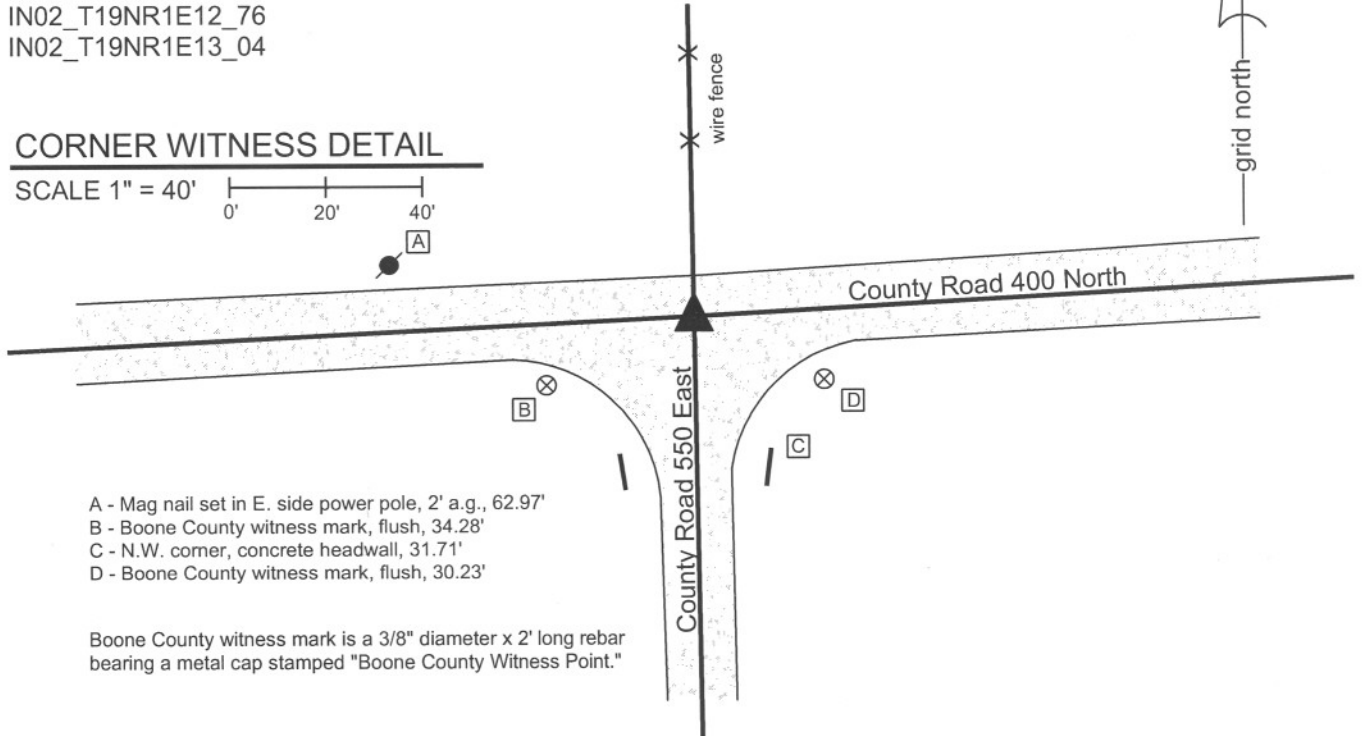 IN02_T19NR1E12_76
IN02_T19NR1E13_04
wire fence
grid north
CORNER WITNESS DETAIL
SCALE 1" = 40'
0' 20' 40'
A
County Road 400 North
County Road 550 East
B
D
C
A - Mag nail set in E. side power pole, 2' a.g., 62.97'
B - Boone County witness mark, flush, 34.28'
C - N.W. corner, concrete headwall, 31.71'
D - Boone County witness mark, flush, 30.23'
Boone County witness mark is a 3/8" diameter x 2' long rebar
bearing a metal cap stamped "Boone County Witness Point."